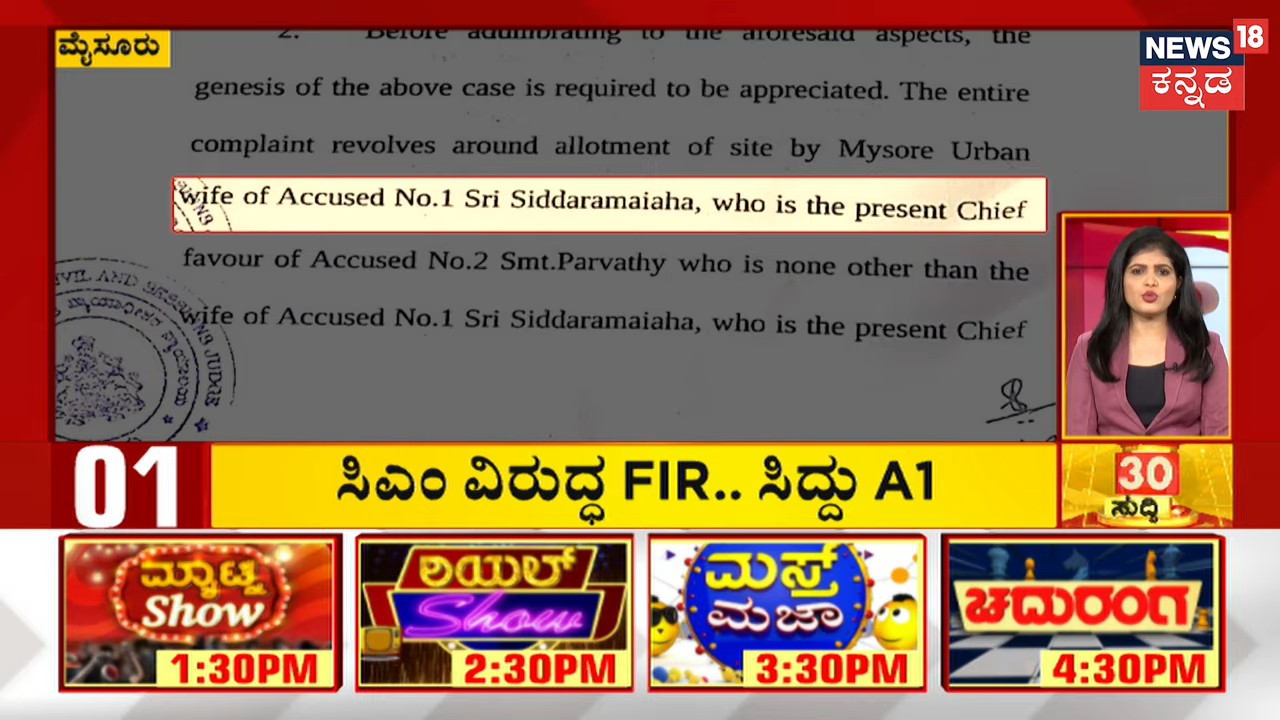 ಮೈಸೂರು
NEWS 18
ಕನ್ನಡ
2. Before adumbrating to the aforesaid aspects, the
genesis of the above case is required to be appreciated. The entire
complaint revolves around allotment of site by Mysore Urban
wife of Accused No.1 Sri Siddaramaiaha, who is the present Chief
favour of Accused No.2 Smt.Parvathy who is none other than the
wife of Accused No.1 Sri Siddaramaiaha, who is the present Chief
01
ಸಿಎಂ ವಿರುದ್ಧ FIR.. ಸಿದ್ದು A1
30
ಸುದ್ದಿ
Show
1:30PM
ರಿಯಲ್
Show
2:30PM
ಮಸ್ತ್
ಮಜಾ
3:30PM
ಚದುರಂಗ
4:30PM